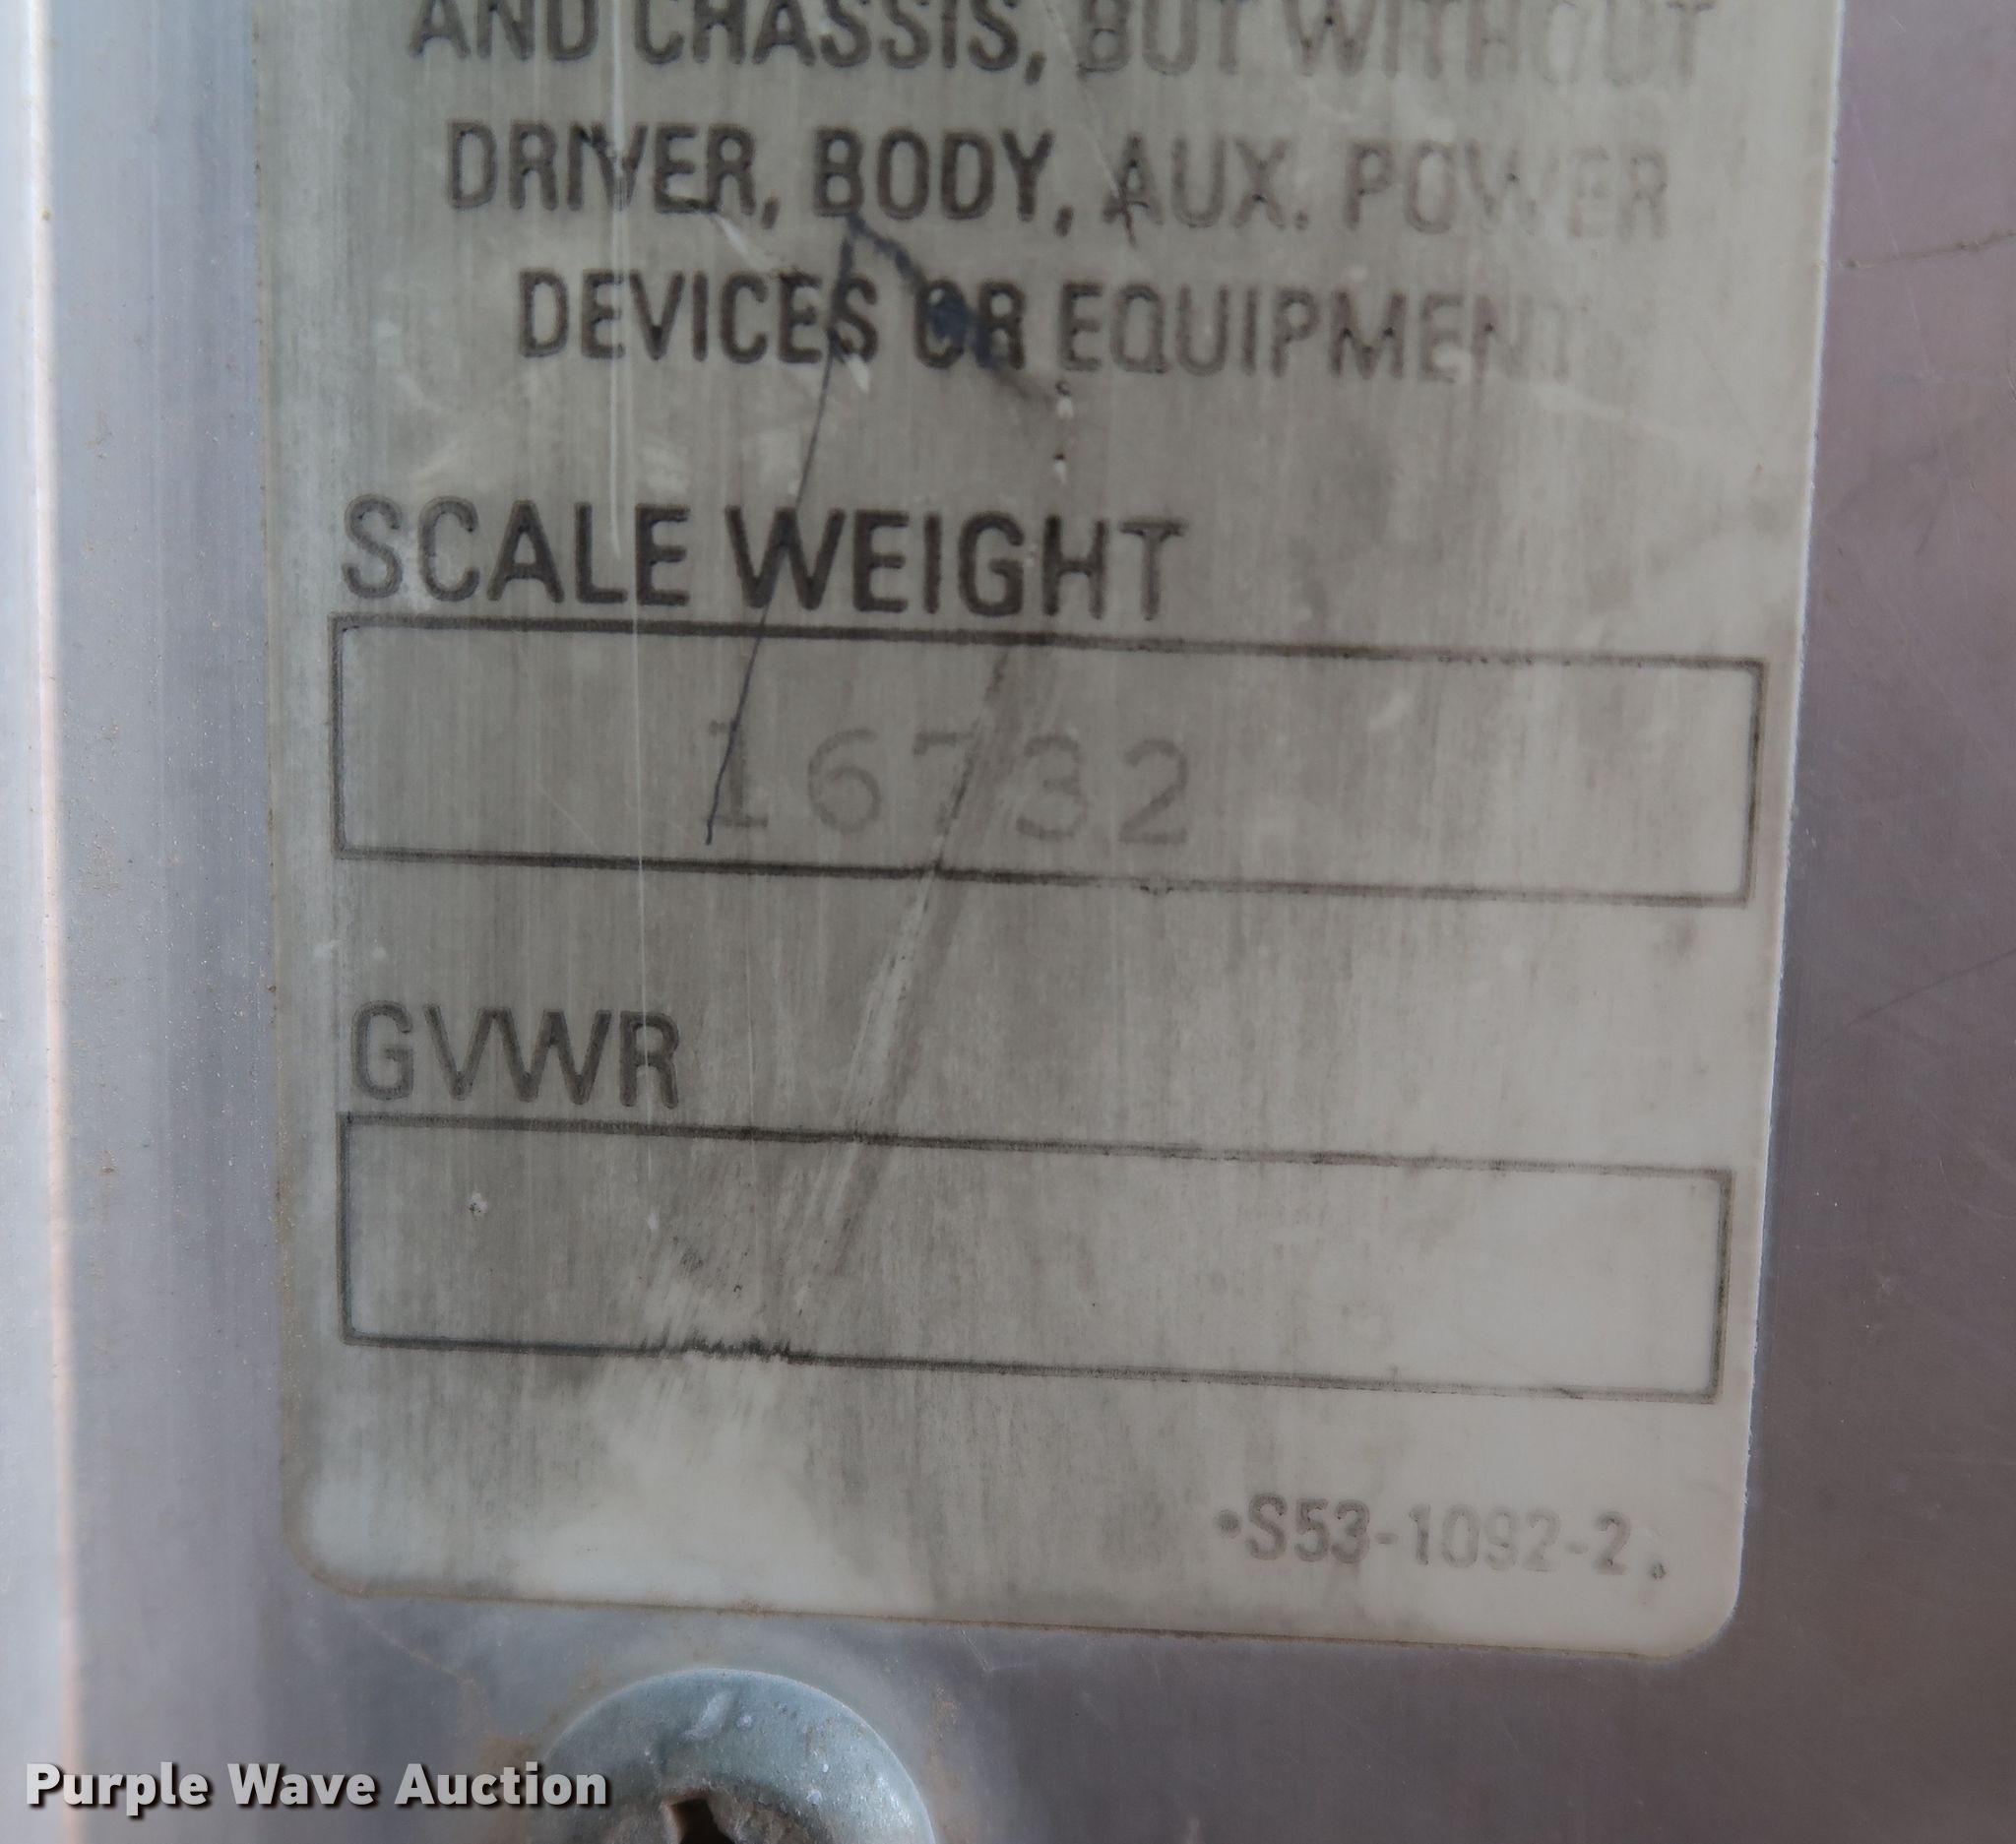 AND CHASSIS, BUT WITHOUT
DRIVER, BODY, AUX. POWER
DEVICES OR EQUIPMENT
SCALE WEIGHT
16732
GVWR
•S53-1092-2.
Purple Wave Auction